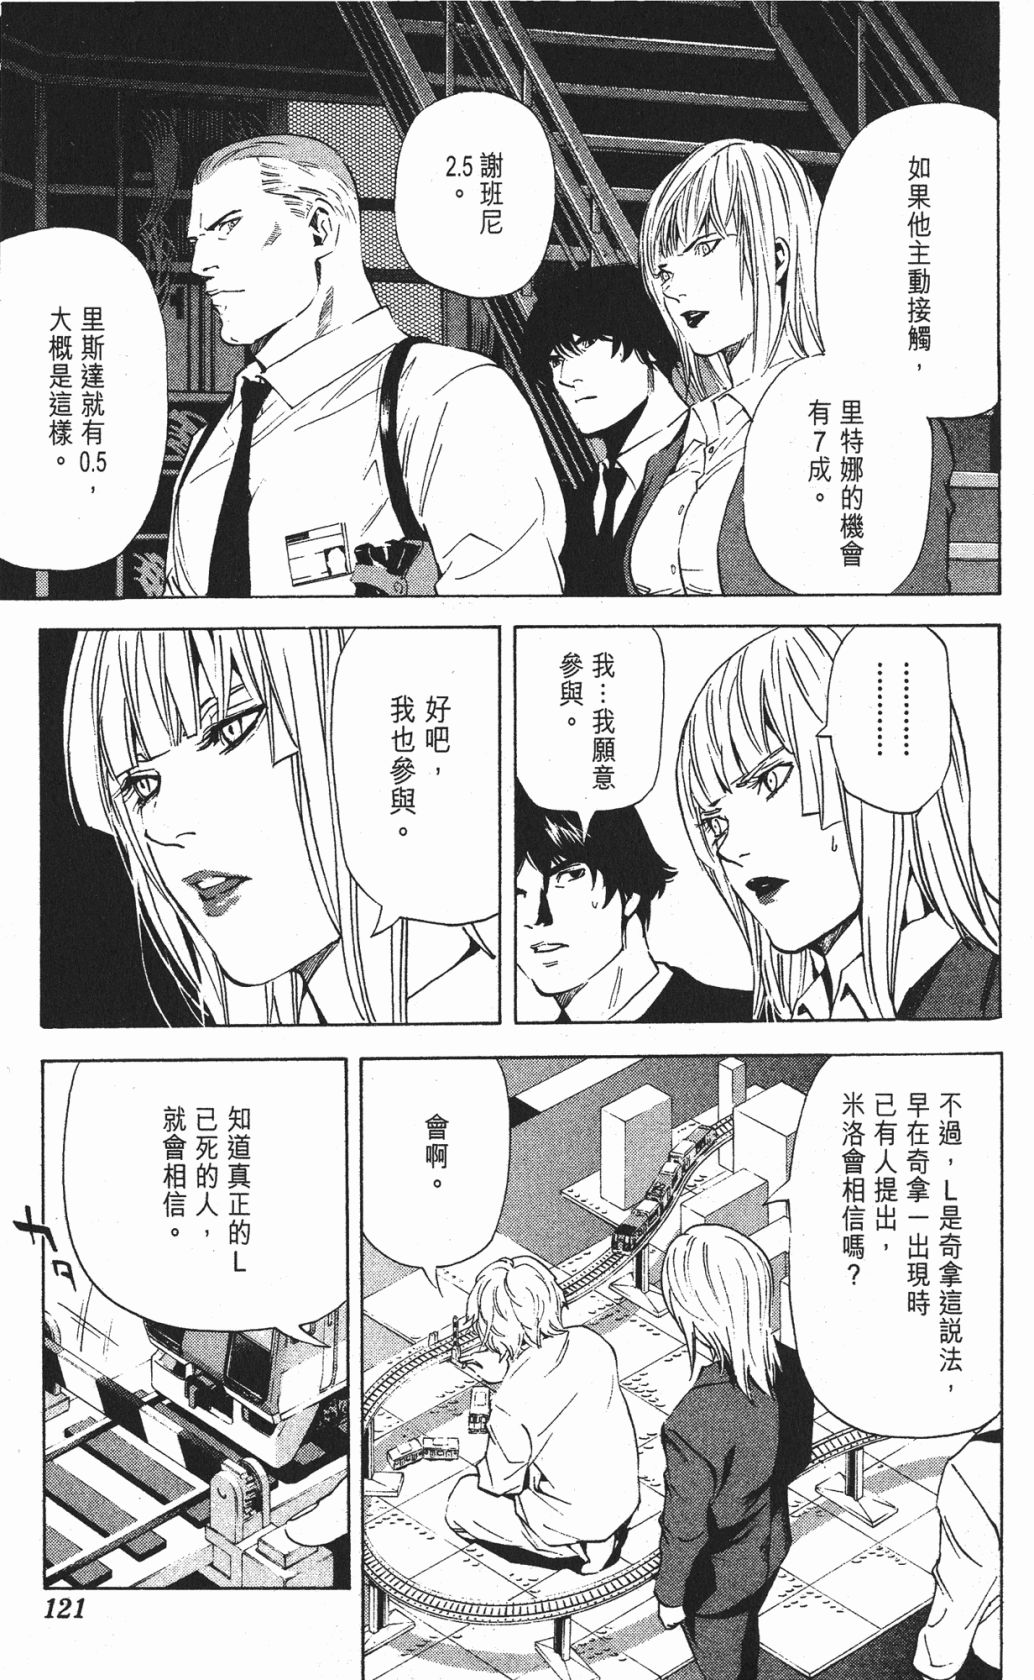 如果他主動接觸，
里特娜的機會
有7成。
謝班尼
2.5。
里斯達就有0.5，
大概是這樣。
…………
我…我願意
參與。
好吧，
我也參與。
不過，L是奇拿這説法，
早在奇拿一出現時
已有人提出，
米洛會相信嗎？
會啊。
知道真正的L
已死的人，
就會相信。
カタ
121